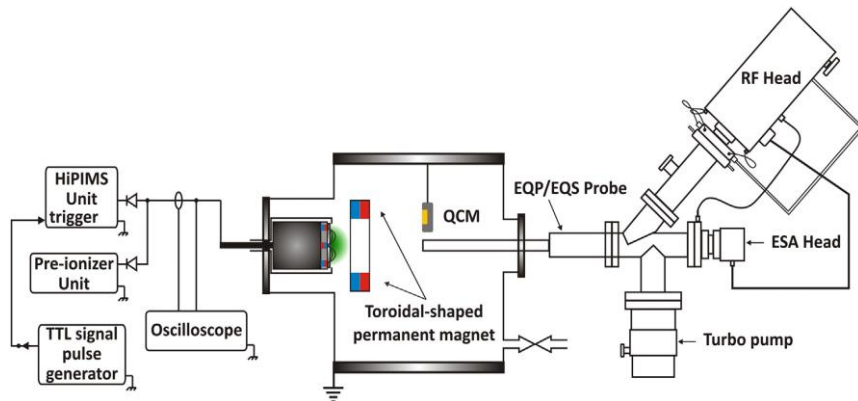 HiPIMS
Unit
trigger
Pre-ionizer
Unit
TTL signal
pulse
generator
Oscilloscope
QCM
Toroidal-shaped
permanent magnet
EQP/EQS Probe
RF Head
ESA Head
Turbo pump